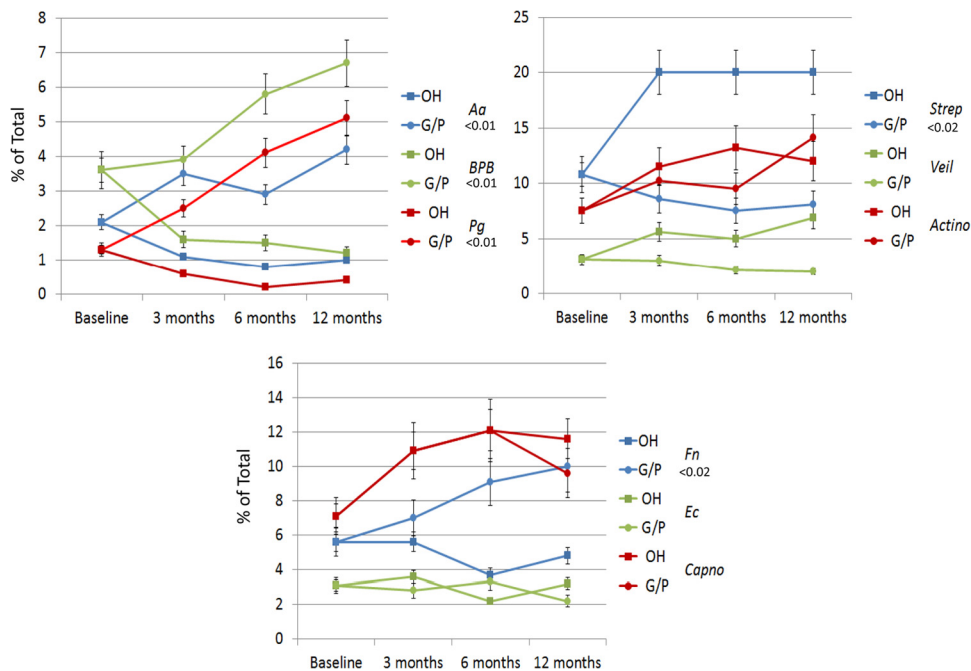 8
7
6
5
4
3
2
1
0
% of Total
Baseline 3 months 6 months 12 months
OH
Aa
G/P <0.01
OH
BPB
G/P <0.01
OH
Pg
G/P <0.01
25
20
15
10
5
0
Baseline 3 months 6 months 12 months
OH
Strep
G/P <0.02
OH
Veil
G/P
OH
Actino
G/P
16
14
12
10
8
6
4
2
0
% of Total
Baseline 3 months 6 months 12 months
OH
Fn
G/P <0.02
OH
Ec
G/P
OH
Capno
G/P